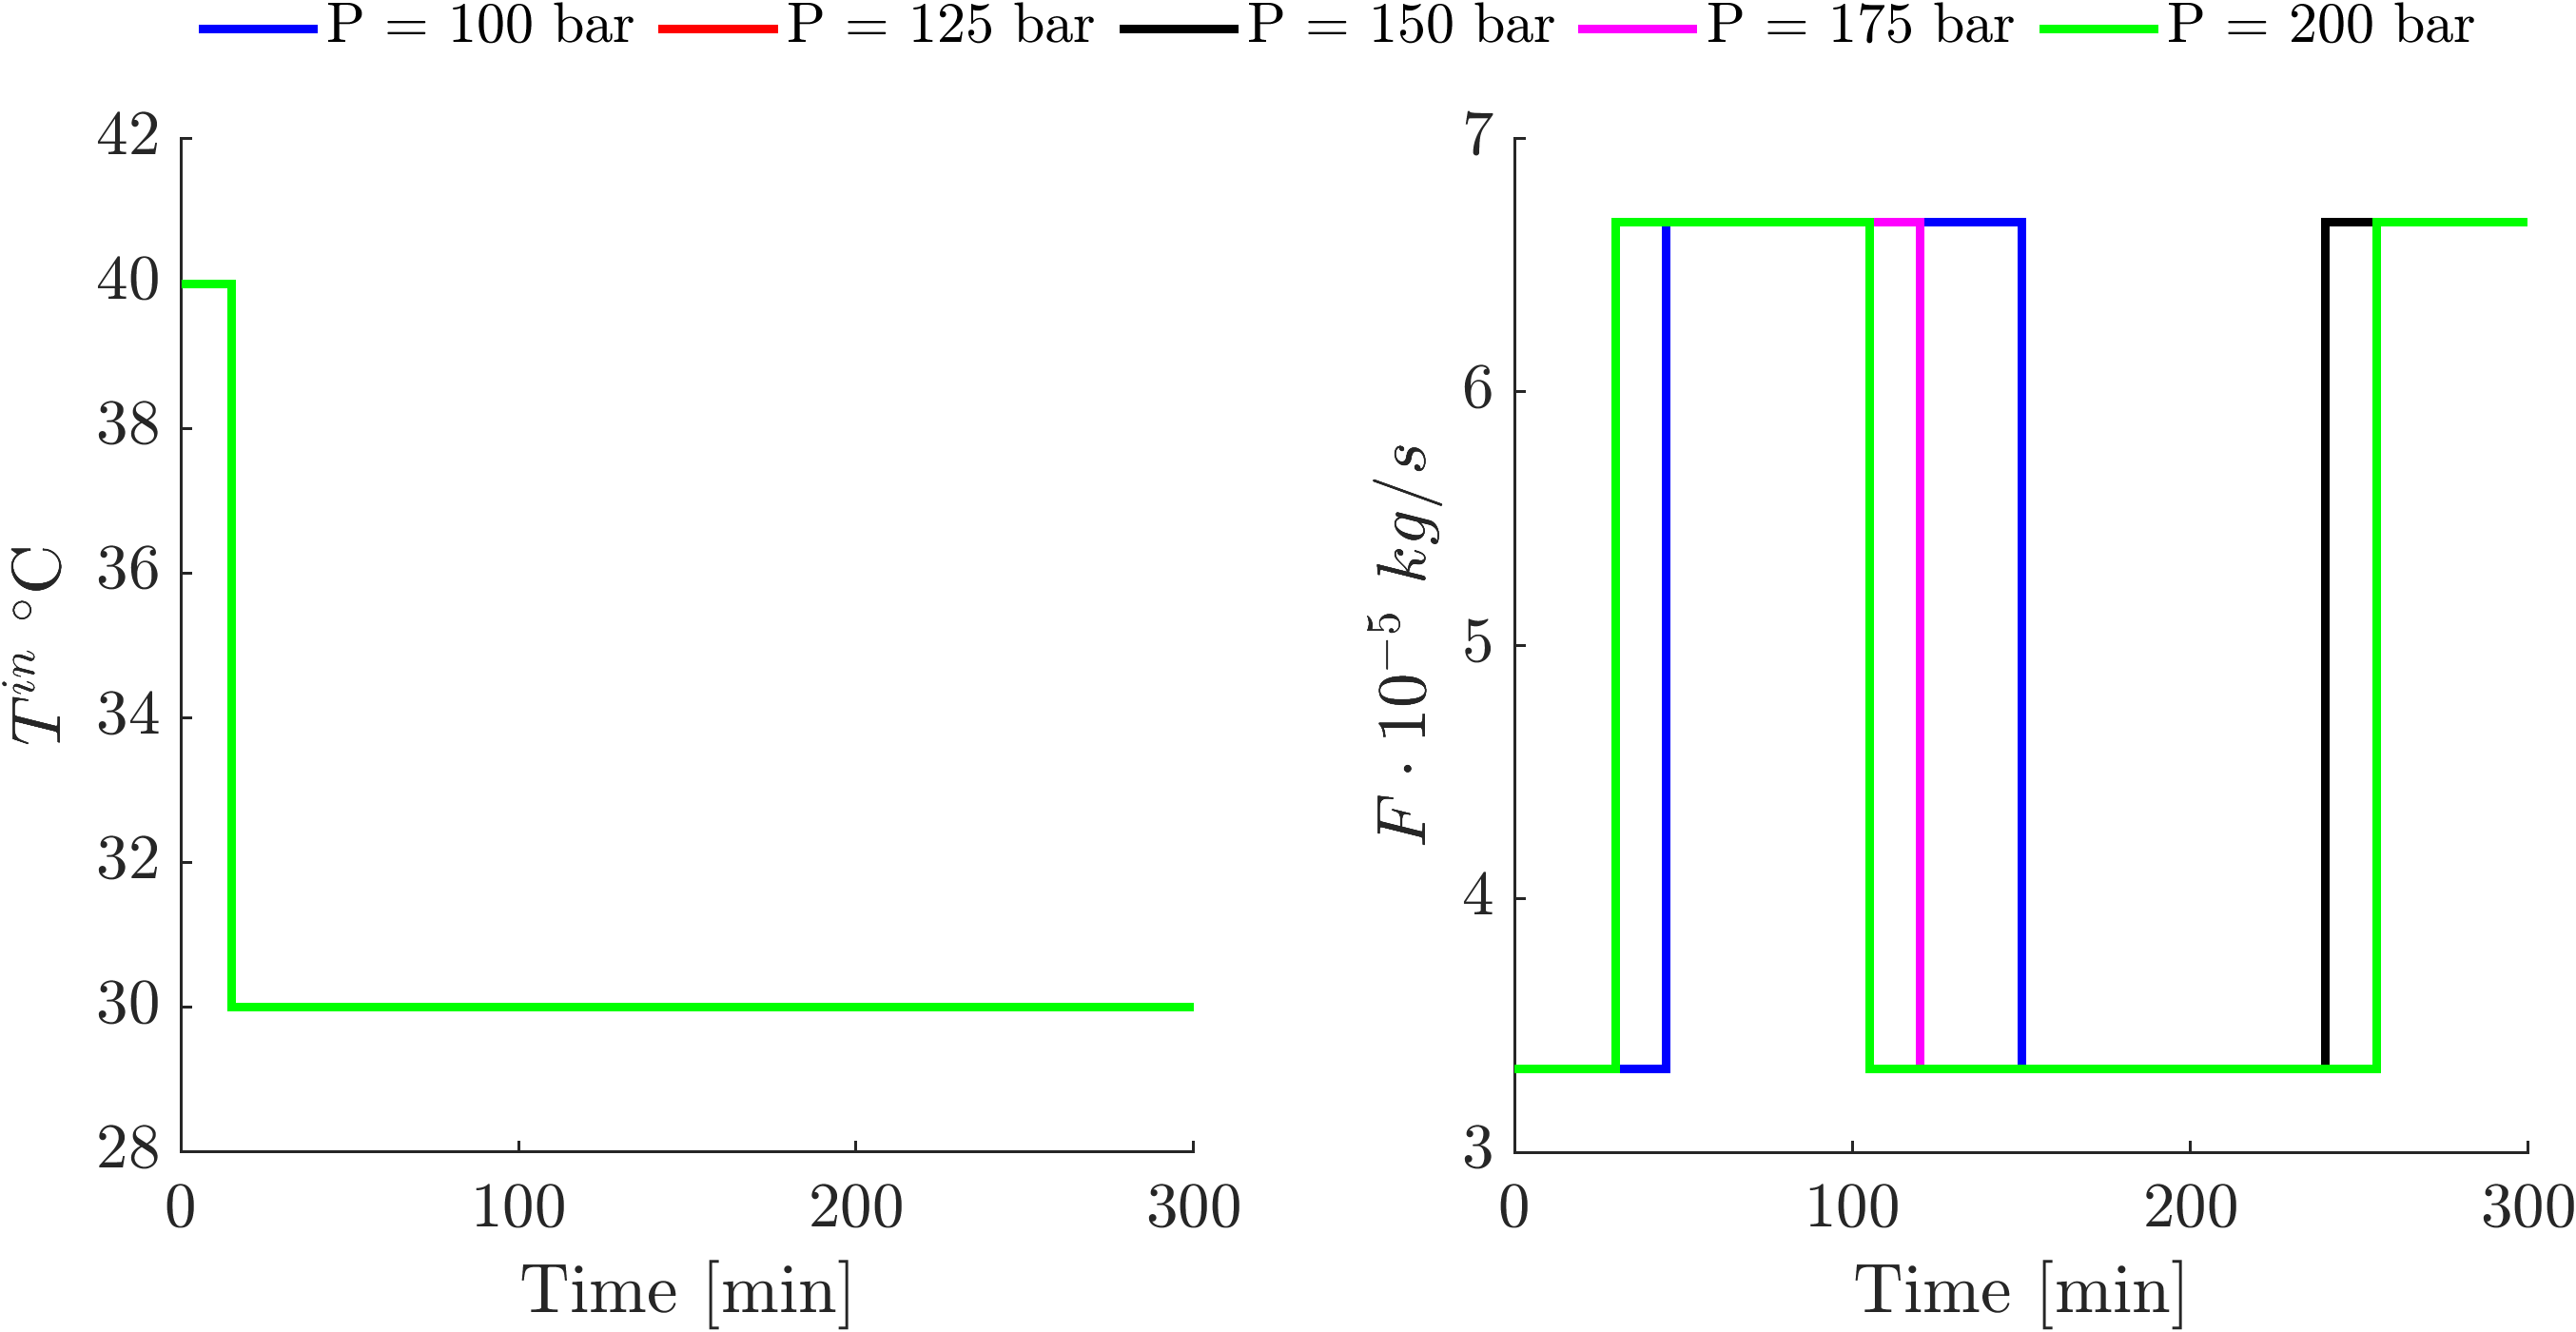 P = 100 bar P = 125 bar P = 150 bar P = 175 bar P = 200 bar
42
40
38
36
34
32
30
28
0 100 200 300
Time [min]
T^{in} °C
7
6
5
4
3
0 100 200 300
Time [min]
F · 10^{−5} kg/s